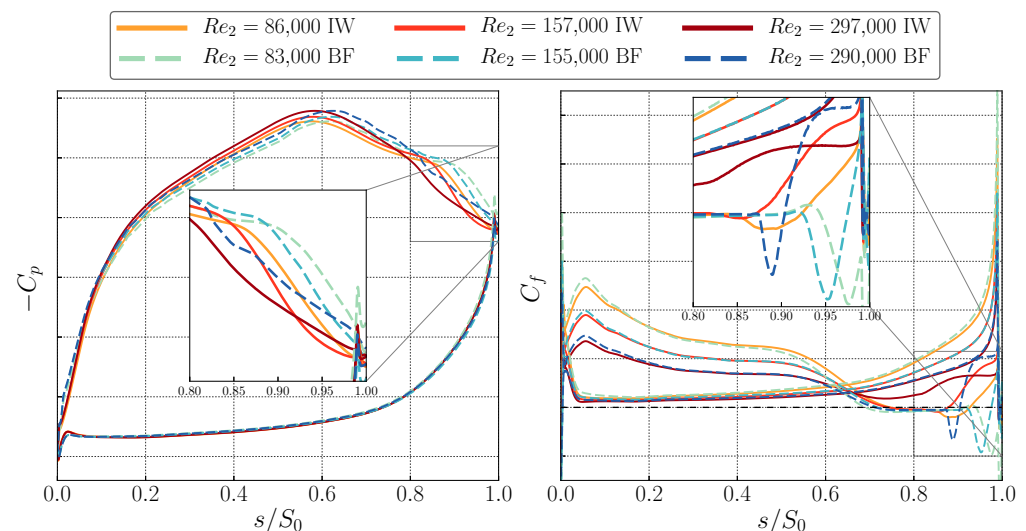 Re₂ = 86,000 IW
Re₂ = 157,000 IW
Re₂ = 297,000 IW
Re₂ = 83,000 BF
Re₂ = 155,000 BF
Re₂ = 290,000 BF
−Cₚ
0.80 0.85 0.90 0.95 1.00
0.0 0.2 0.4 0.6 0.8 1.0
s/S₀
C_f
0.80 0.85 0.90 0.95 1.00
0.0 0.2 0.4 0.6 0.8 1.0
s/S₀